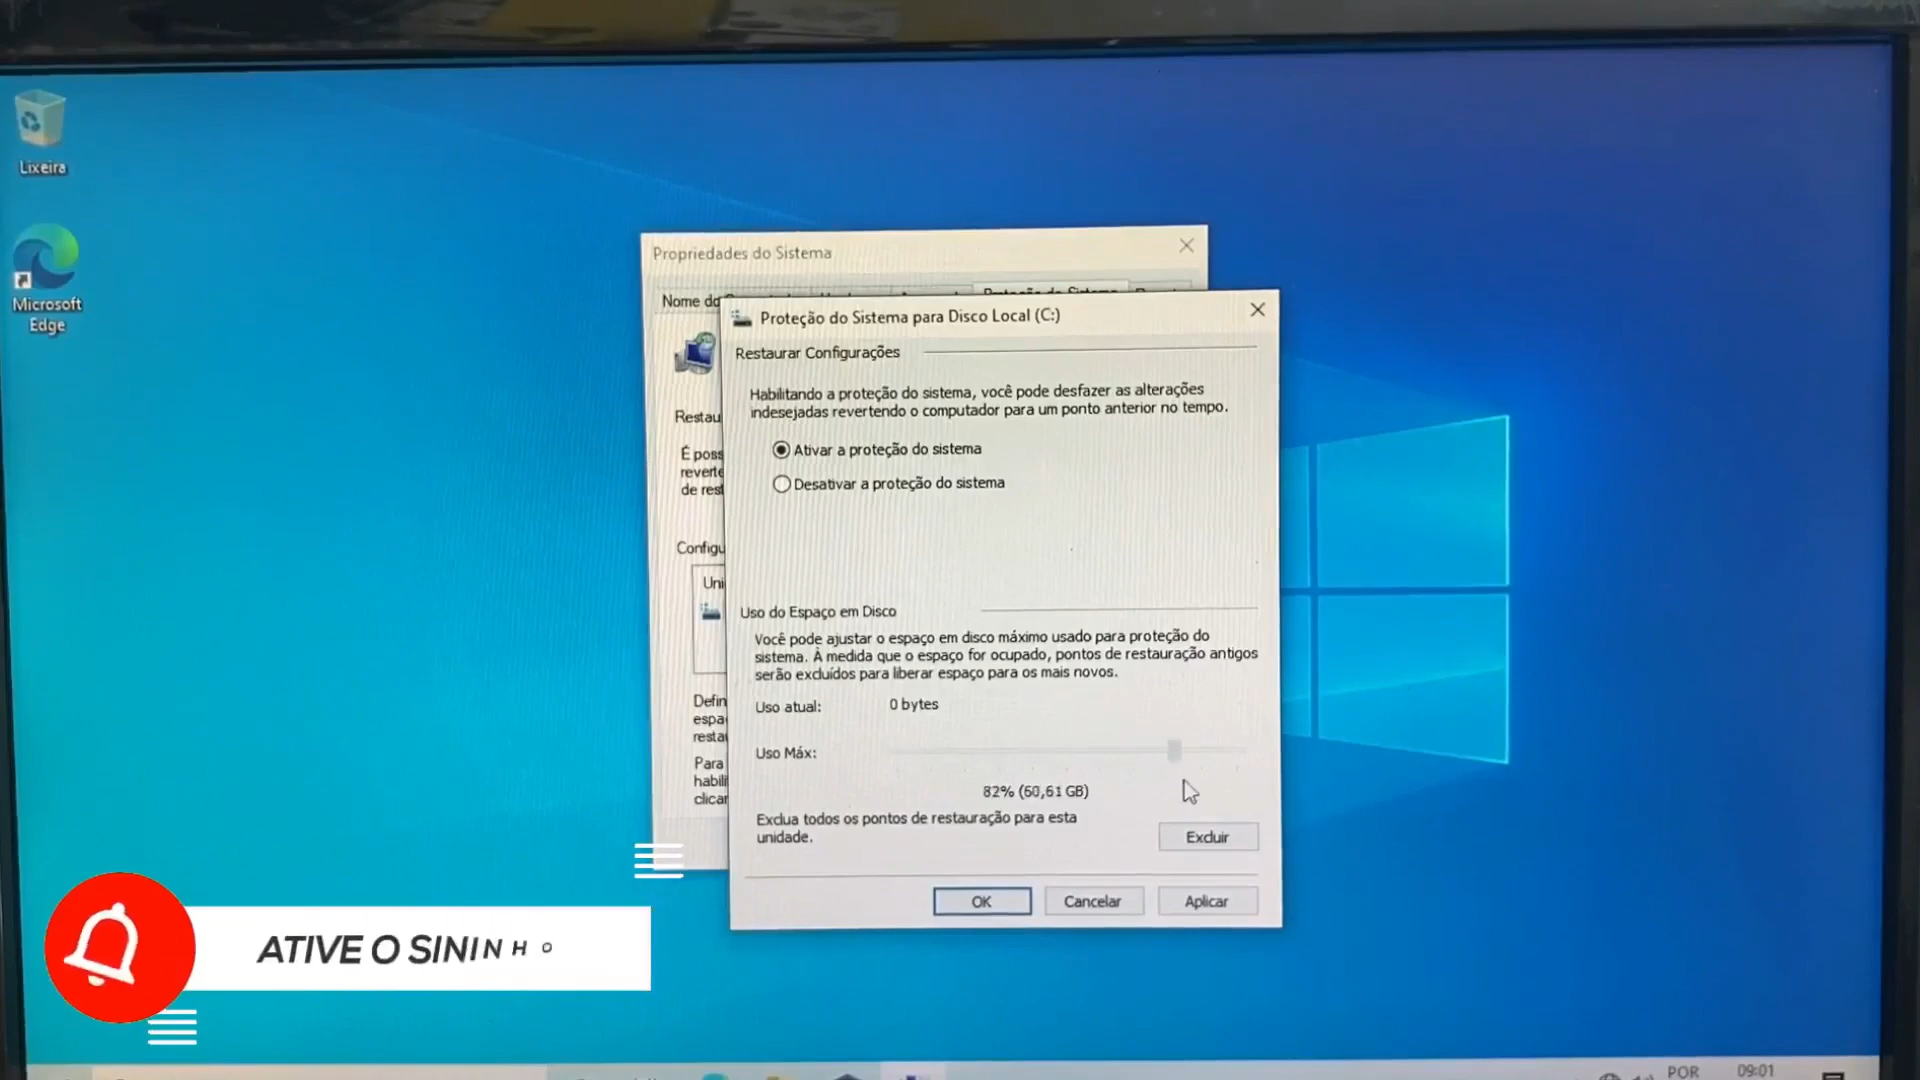 Lixeira
Microsoft
Edge
Propriedades do Sistema
Nome do
Proteção do Sistema
Proteção do Sistema para Disco Local (C:)
Restaurar Configurações
Habilitando a proteção do sistema, você pode desfazer as alterações
indesejadas revertendo o computador para um ponto anterior no tempo.
Ativar a proteção do sistema
Desativar a proteção do sistema
Restau
É poss
reverte
de rest
Configu
Uni
Uso do Espaço em Disco
Você pode ajustar o espaço em disco máximo usado para proteção do
sistema. À medida que o espaço for ocupado, pontos de restauração antigos
serão excluídos para liberar espaço para os mais novos.
Uso atual: 0 bytes
Uso Máx:
82% (60,61 GB)
Exclua todos os pontos de restauração para esta
unidade.
Excluir
Defin
espa
resta
Para
habili
clicar
OK Cancelar Aplicar
ATIVE O SININHO
POR 09:01